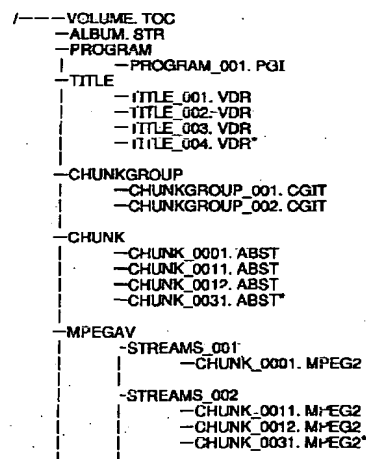 /————VOLUME. TOC
—ALBUM. STR
—PROGRAM
—PROGRAM_001. PGI
—TITLE
—TITLE_001. VDR
—TITLE_002. VDR
—TITLE_003. VDR
—TITLE_004. VDR*
—CHUNKGROUP
—CHUNKGROUP_001. CGIT
—CHUNKGROUP_002. CGIT
—CHUNK
—CHUNK_0001. ABST
—CHUNK_0011. ABST
—CHUNK_0012. ABST
—CHUNK_0031. ABST*
—MPEGAV
-STREAMS_001
—CHUNK_0001. MPEG2
-STREAMS_002
—CHUNK_0011. MPEG2
—CHUNK_0012. MPEG2
—CHUNK_0031. MPEG2*